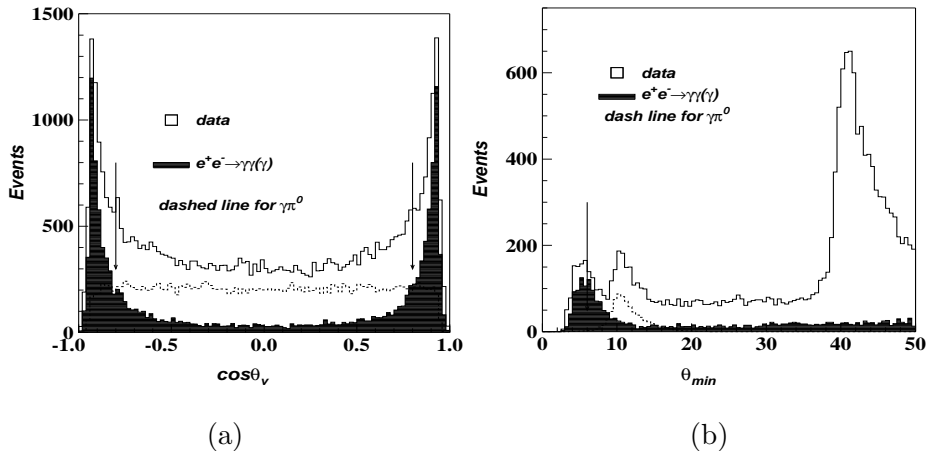 1500
1000
500
0
-1.0
-0.5
0.0
0.5
1.0
Events
cosθv
data
e+e-→γγ(γ)
dashed line for γπ0
(a)
600
400
200
0
0
10
20
30
40
50
Events
θmin
data
e+e-→γγ(γ)
dash line for γπ0
(b)